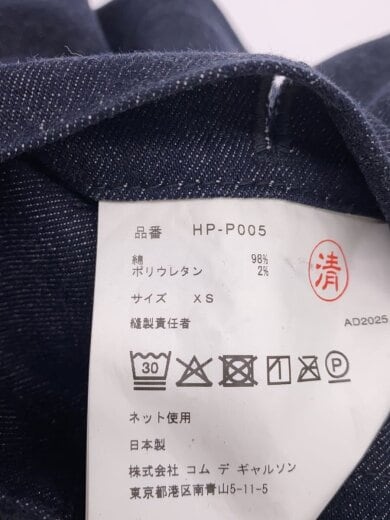 品番 HP-P005
綿 98%
ポリウレタン 2%
サイズ XS
縫製責任者
清
AD2025
30
P
ネット使用
日本製
株式会社 コム デ ギャルソン
東京都港区南青山5-11-5